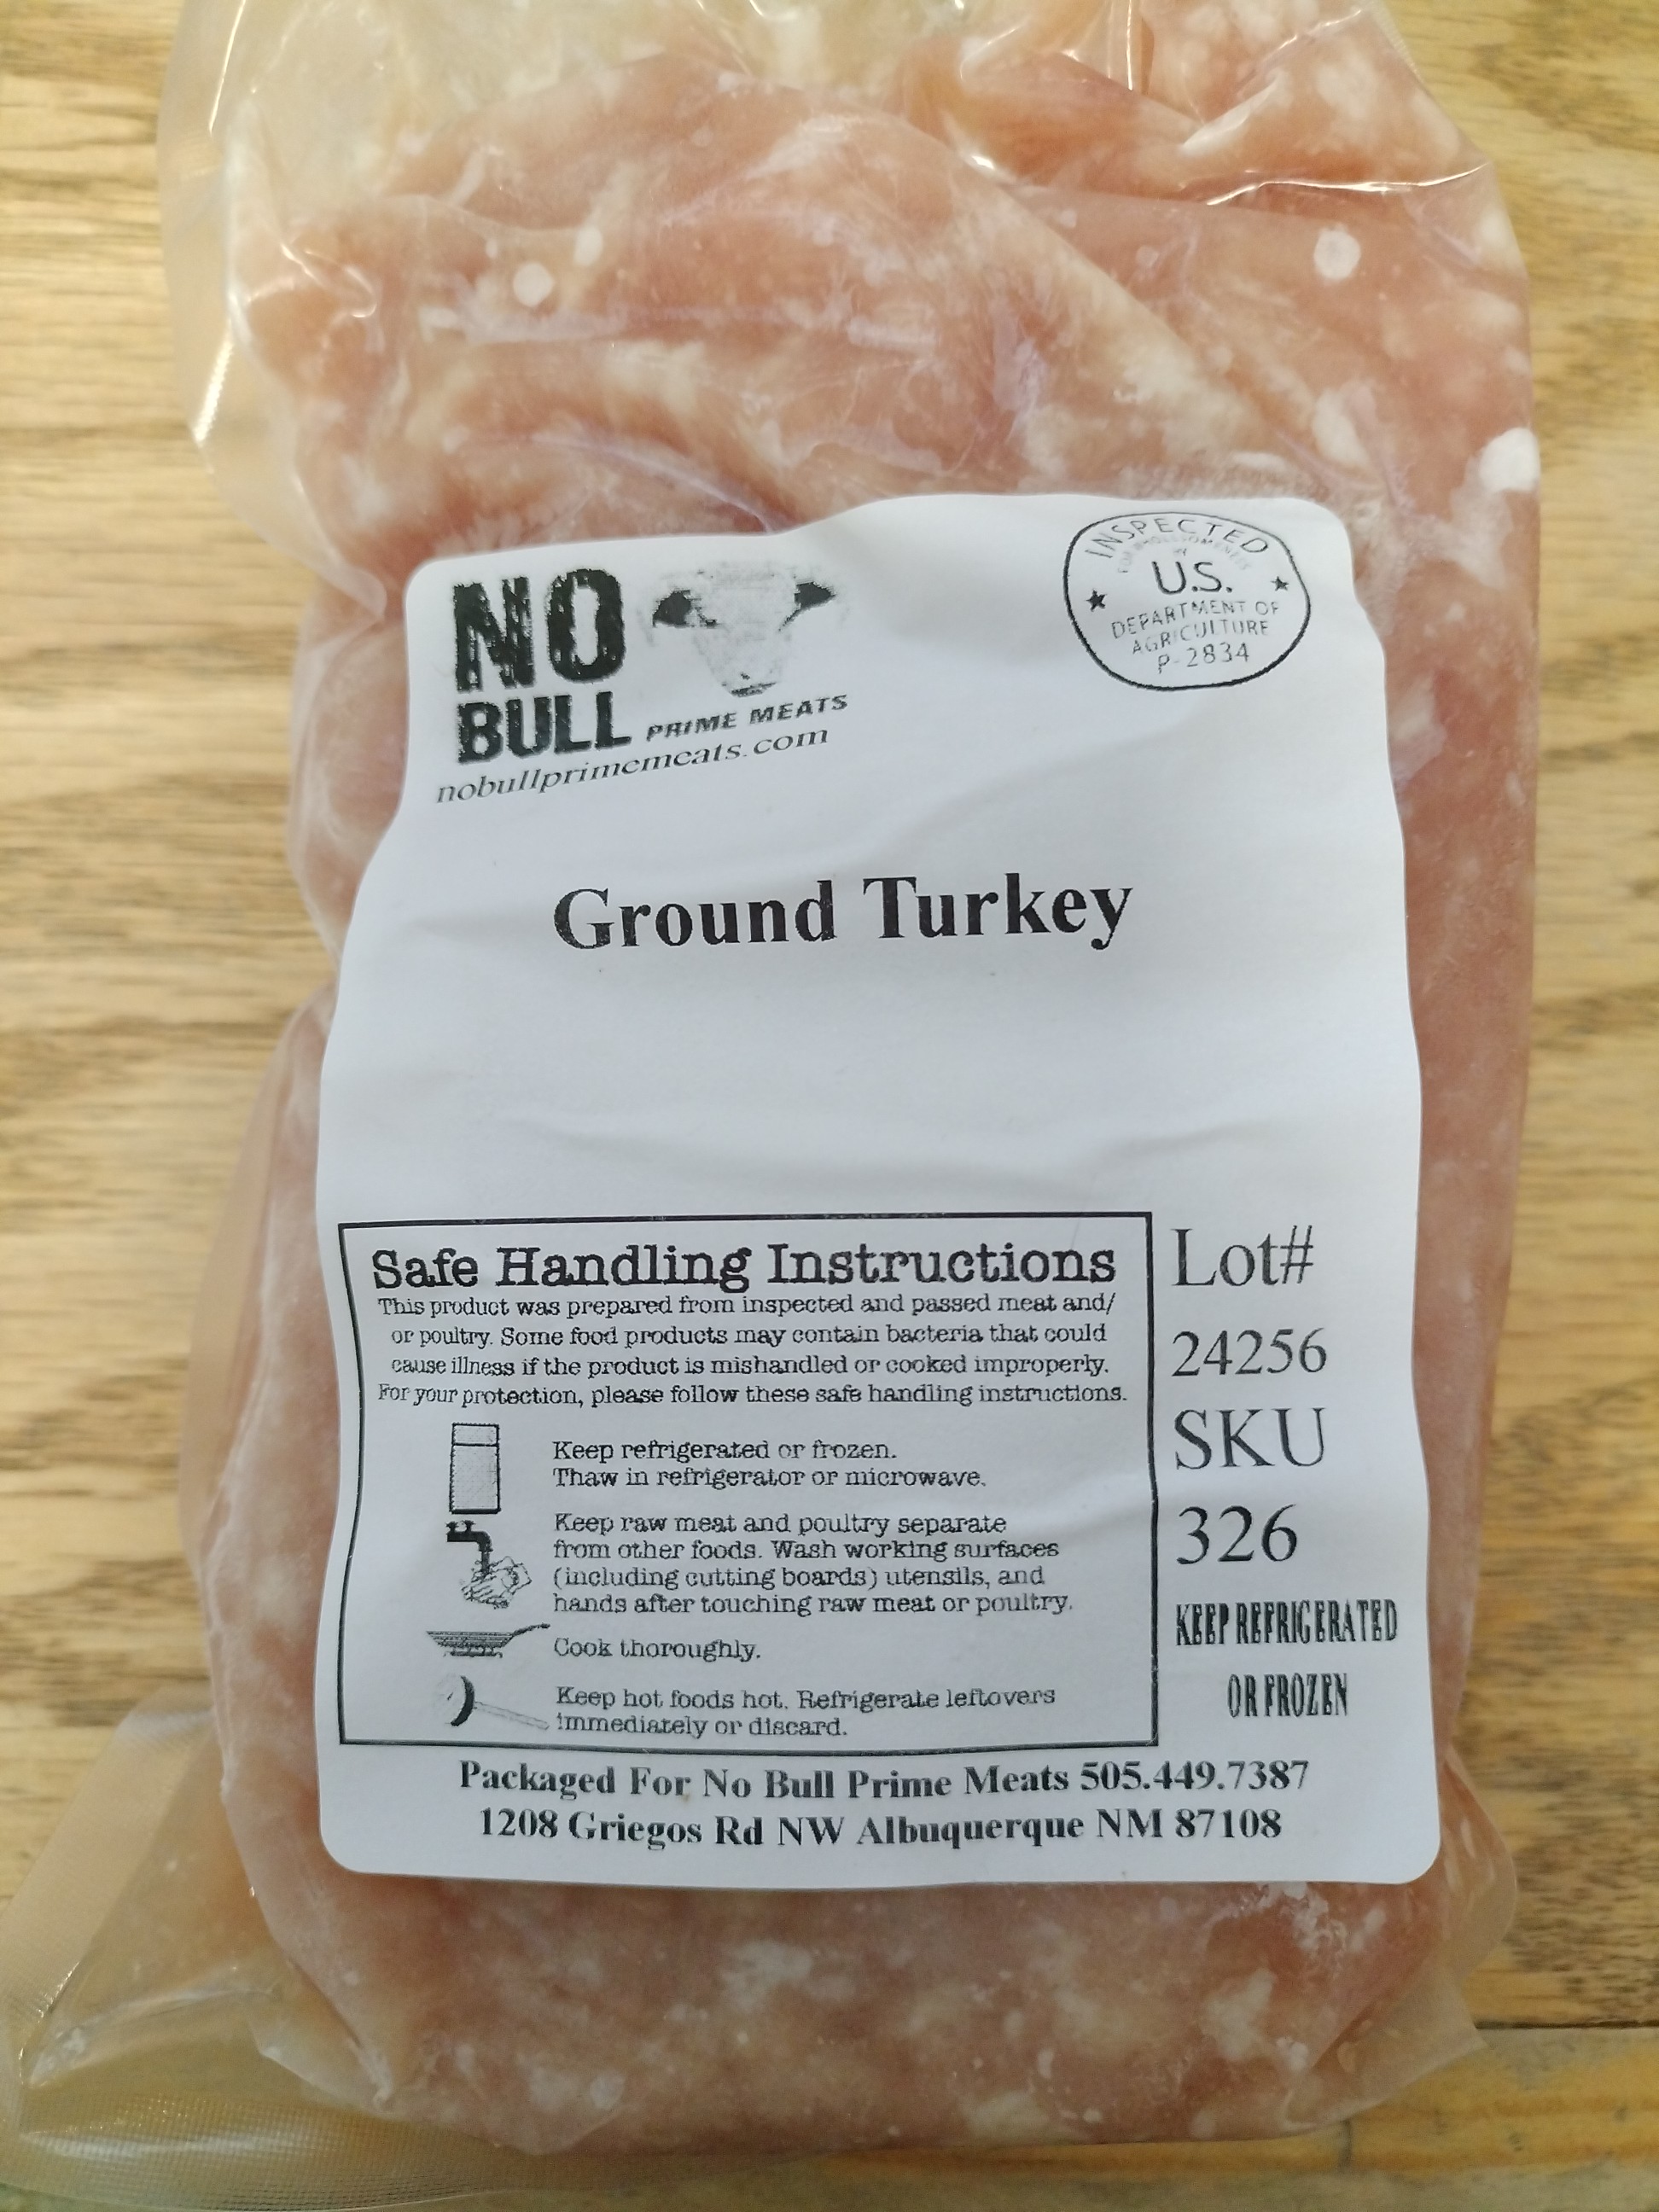 NO
BULL PRIME MEATS
nobullprimemeats.com
INSPECTED
FOR WHOLESOMENESS
BY
U.S.
DEPARTMENT OF
AGRICULTURE
P-2834
Ground Turkey
Safe Handling Instructions
This product was prepared from inspected and passed meat and/
or poultry. Some food products may contain bacteria that could
cause illness if the product is mishandled or cooked improperly.
For your protection, please follow these safe handling instructions.
Keep refrigerated or frozen.
Thaw in refrigerator or microwave.
Keep raw meat and poultry separate
from other foods. Wash working surfaces
(including cutting boards) utensils, and
hands after touching raw meat or poultry.
Cook thoroughly.
Keep hot foods hot. Refrigerate leftovers
immediately or discard.
Lot#
24256
SKU
326
KEEP REFRIGERATED
OR FROZEN
Packaged For No Bull Prime Meats 505.449.7387
1208 Griegos Rd NW Albuquerque NM 87108